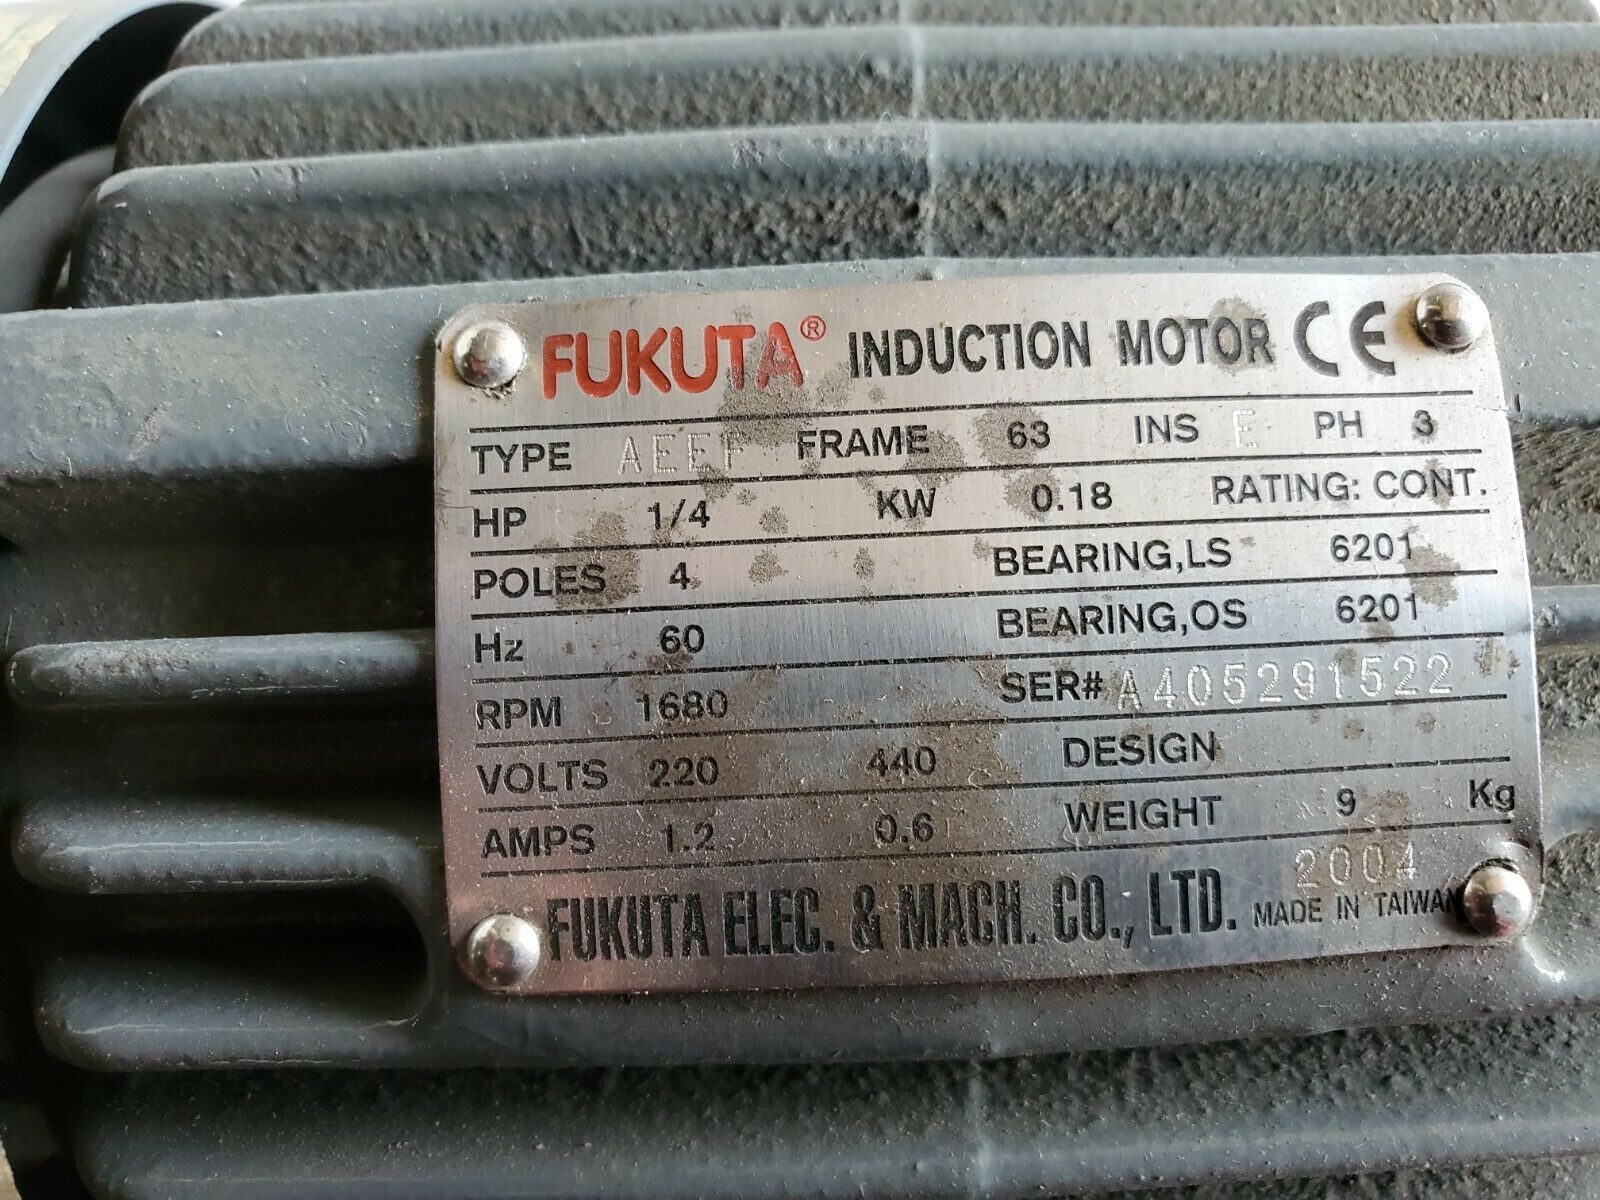 FUKUTA® INDUCTION MOTOR CE
TYPE AEEF FRAME 63 INS E PH 3
HP 1/4 KW 0.18 RATING: CONT.
POLES 4 BEARING,LS 6201
Hz 60 BEARING,OS 6201
RPM 1680 SER# A405291522
VOLTS 220 440 DESIGN
AMPS 1.2 0.6 WEIGHT 9 Kg
2004
FUKUTA ELEC. & MACH. CO., LTD. MADE IN TAIWAN